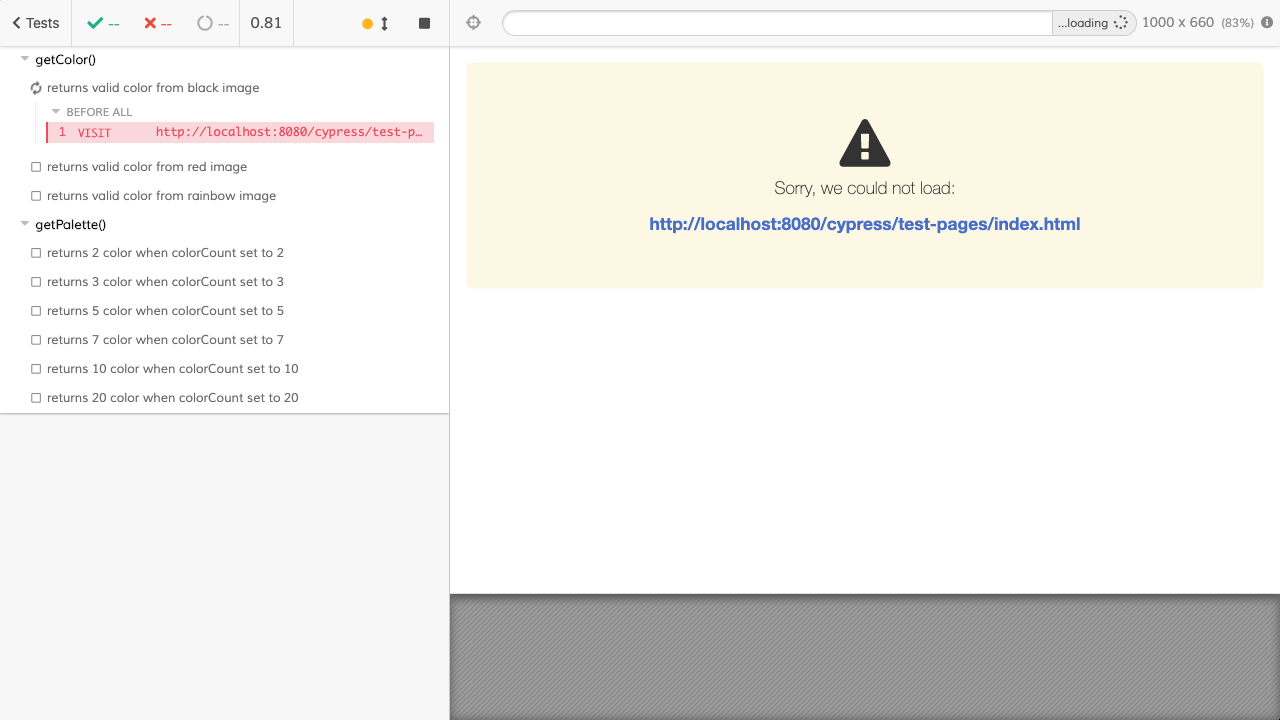 Tests
--
--
--
0.81
...loading
1000 x 660 (83%)
getColor()
returns valid color from black image
BEFORE ALL
1 VISIT http://localhost:8080/cypress/test-p...
returns valid color from red image
returns valid color from rainbow image
getPalette()
returns 2 color when colorCount set to 2
returns 3 color when colorCount set to 3
returns 5 color when colorCount set to 5
returns 7 color when colorCount set to 7
returns 10 color when colorCount set to 10
returns 20 color when colorCount set to 20
Sorry, we could not load:
http://localhost:8080/cypress/test-pages/index.html